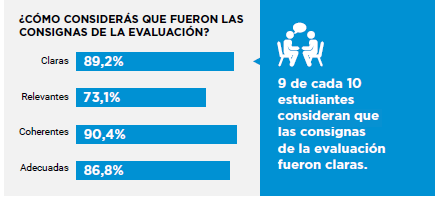 ¿CÓMO CONSIDERÁS QUE FUERON LAS
CONSIGNAS DE LA EVALUACIÓN?
Claras 89,2%
Relevantes 73,1%
Coherentes 90,4%
Adecuadas 86,8%
9 de cada 10
estudiantes
consideran que
las consignas
de la evaluación
fueron claras.